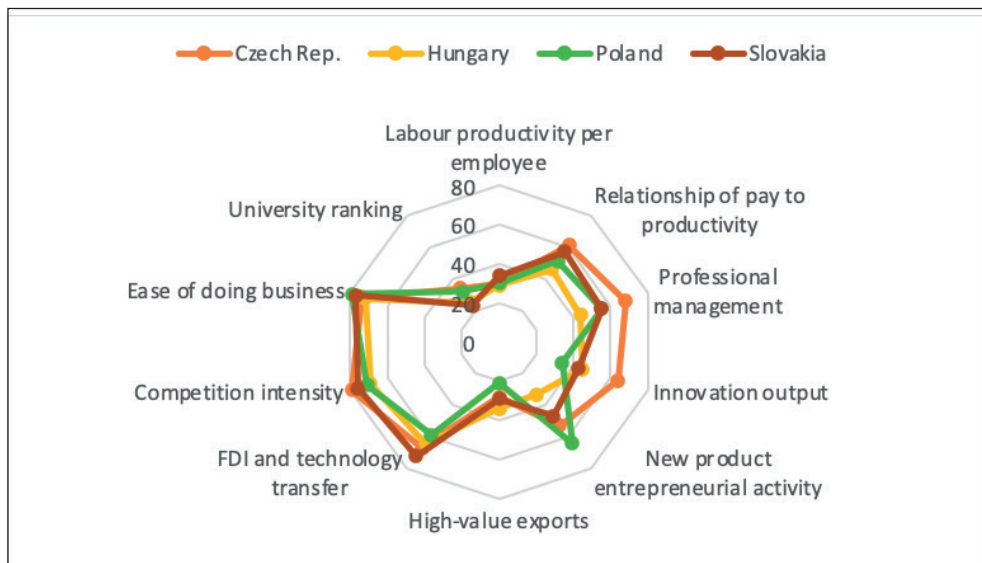 Czech Rep. Hungary Poland Slovakia
Labour productivity per
employee
80
Relationship of pay to
productivity
University ranking
60
Professional
management
40
Ease of doing business
20
0
Competition intensity
Innovation output
FDI and technology
transfer
New product
entrepreneurial activity
High-value exports